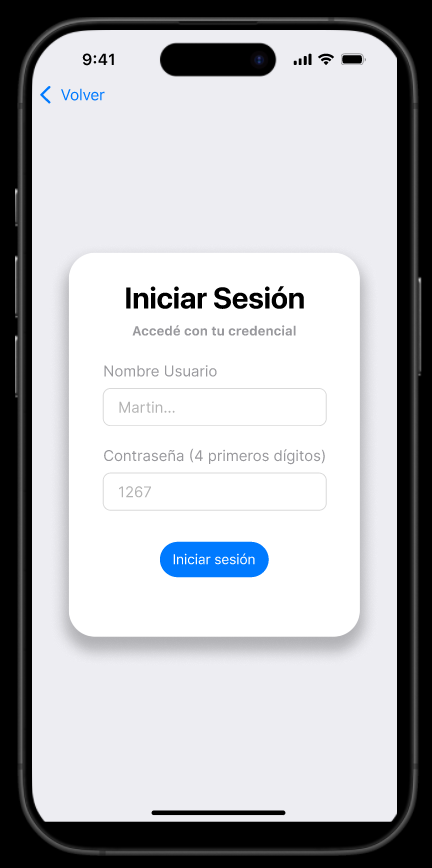 9:41
Volver
Iniciar Sesión
Accedé con tu credencial
Nombre Usuario
Martin...
Contraseña (4 primeros dígitos)
1267
Iniciar sesión